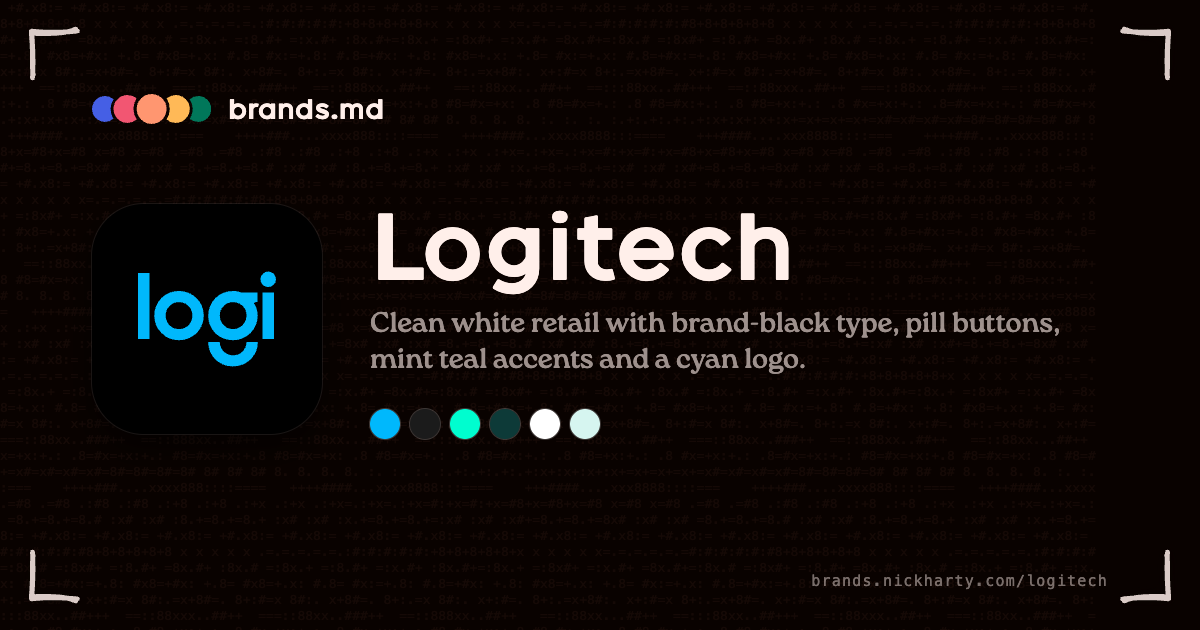 brands.md
logi
Logitech
Clean white retail with brand-black type, pill buttons,
mint teal accents and a cyan logo.
brands.nickharty.com/logitech